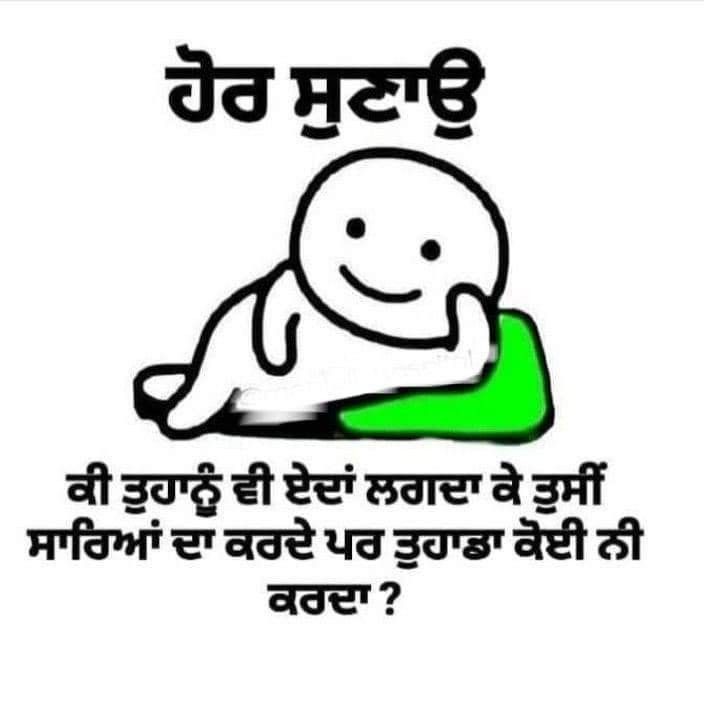 ਹੋਰ ਸੁਣਾਉ
ਕੀ ਤੁਹਾਨੂੰ ਵੀ ਏਦਾਂ ਲਗਦਾ ਕੇ ਤੁਸੀਂ
ਸਾਰਿਆਂ ਦਾ ਕਰਦੇ ਪਰ ਤੁਹਾਡਾ ਕੋਈ ਨੀ
ਕਰਦਾ ?